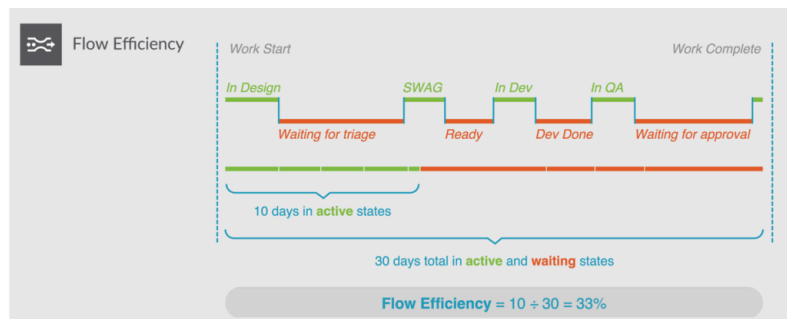 Flow Efficiency
Work Start
Work Complete
In Design
SWAG
In Dev
In QA
Waiting for triage
Ready
Dev Done
Waiting for approval
10 days in active states
30 days total in active and waiting states
Flow Efficiency = 10 ÷ 30 = 33%